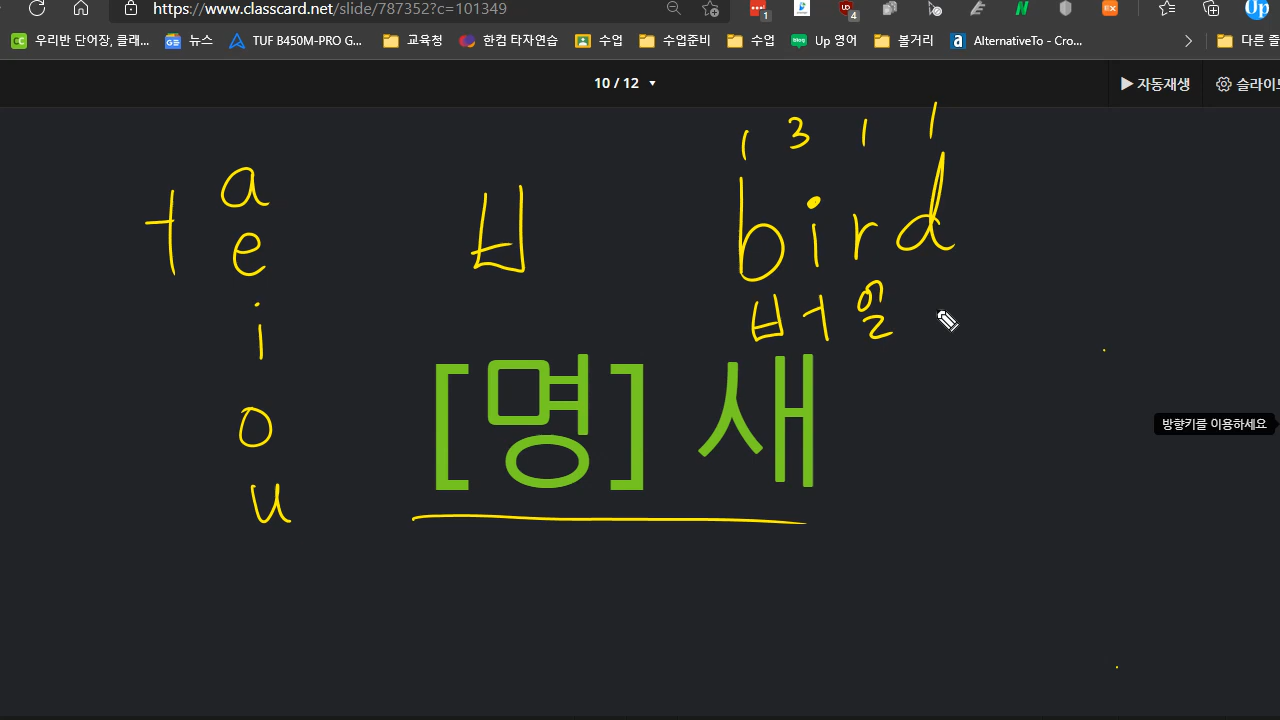 https://www.classcard.net/slide/787352?c=101349
우리반 단어장, 클래... 뉴스 TUF B450M-PRO G... 교육청 한컴 타자연습 수업 수업준비 수업 Up 영어 볼거리 AlternativeTo - Cro... 다른 즐
10 / 12 자동재생 슬라이드
1 3 1 1
ㅓ a ㅂ bird
e
i ㅂ ㅓ 얼
[명] 새
o 방향키를 이용하세요
u